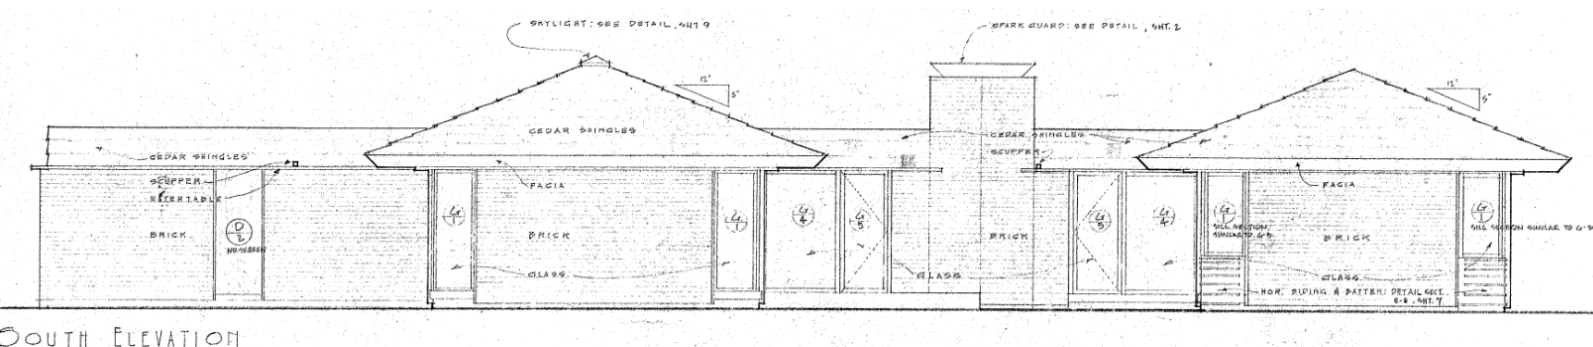 SKYLIGHT: SEE DETAIL, SHT 9
SPARK GUARD: SEE DETAIL, SHT. 2
12"
5"
12"
5"
CEDAR SHINGLES
CEDAR SHINGLES
CEDAR SHINGLES
SCUPPER
SCUPPER
WATERTABLE
FACIA
FACIA
D
2
NO SCREEN
G
1
G
1
G
4
G
5
G
5
G
4
G
1
G
1
SILL SECTION
SIMILAR TO G-5
SILL SECTION SIMILAR TO G-5
BRICK
BRICK
BRICK
BRICK
GLASS
GLASS
GLASS
HOR. SIDING & BATTEN: DETAIL SECT.
SHT. 7
SOUTH ELEVATION